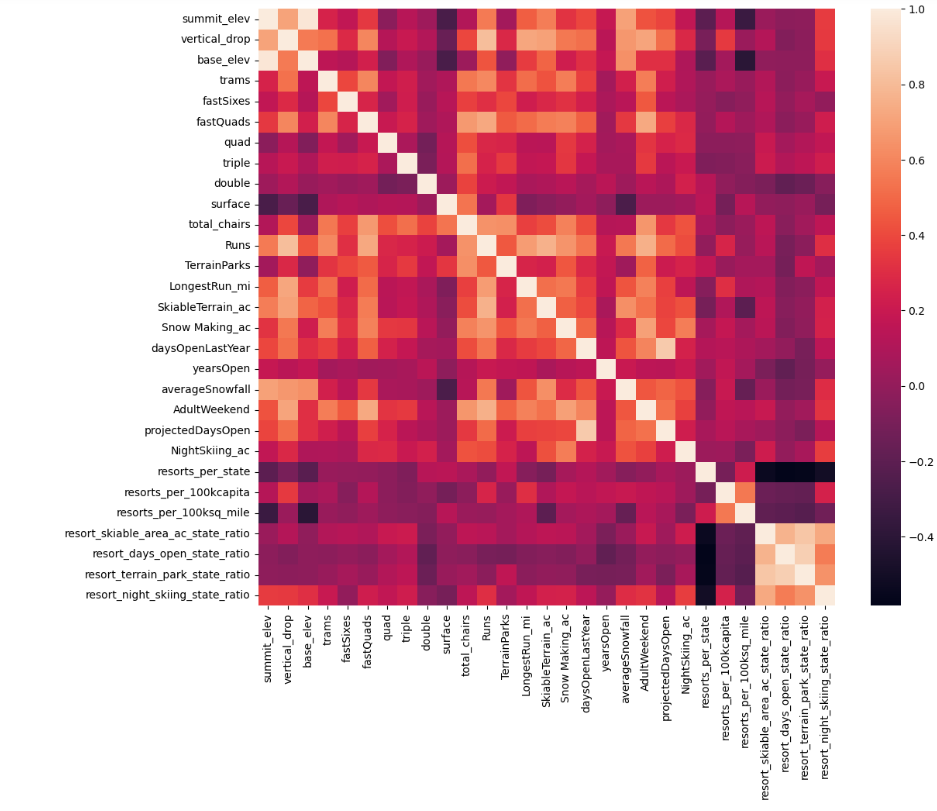 summit_elev
vertical_drop
base_elev
trams
fastSixes
fastQuads
quad
triple
double
surface
total_chairs
Runs
TerrainParks
LongestRun_mi
SkiableTerrain_ac
Snow Making_ac
daysOpenLastYear
yearsOpen
averageSnowfall
AdultWeekend
projectedDaysOpen
NightSkiing_ac
resorts_per_state
resorts_per_100kcapita
resorts_per_100ksq_mile
resort_skiable_area_ac_state_ratio
resort_days_open_state_ratio
resort_terrain_park_state_ratio
resort_night_skiing_state_ratio
summit_elev
vertical_drop
base_elev
trams
fastSixes
fastQuads
quad
triple
double
surface
total_chairs
Runs
TerrainParks
LongestRun_mi
SkiableTerrain_ac
Snow Making_ac
daysOpenLastYear
yearsOpen
averageSnowfall
AdultWeekend
projectedDaysOpen
NightSkiing_ac
resorts_per_state
resorts_per_100kcapita
resorts_per_100ksq_mile
resort_skiable_area_ac_state_ratio
resort_days_open_state_ratio
resort_terrain_park_state_ratio
resort_night_skiing_state_ratio
1.0
0.8
0.6
0.4
0.2
0.0
−0.2
−0.4